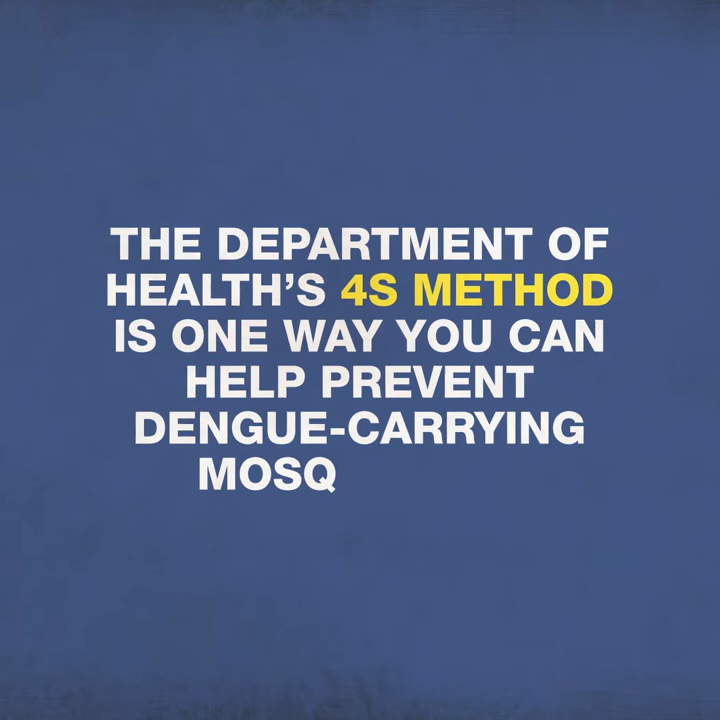 THE DEPARTMENT OF
HEALTH’S 4S METHOD
IS ONE WAY YOU CAN
HELP PREVENT
DENGUE-CARRYING
MOSQ